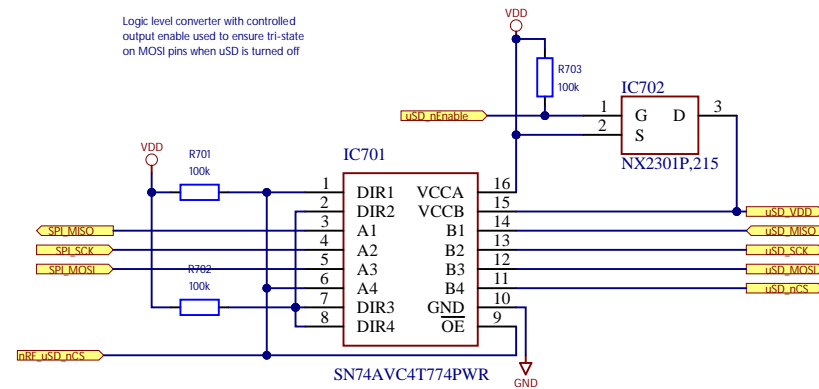 Logic level converter with controlled
output enable used to ensure tri-state
on MOSI pins when uSD is turned off
VDD
R703
100k
IC702
uSD_nEnable
1 G D 3
2 S
NX2301P,215
VDD
R701
100k
IC701
1 DIR1 VCCA 16
2 DIR2 VCCB 15
uSD_VDD
SPI_MISO
3 A1 B1 14
uSD_MISO
SPI_SCK
4 A2 B2 13
uSD_SCK
SPI_MOSI
5 A3 B3 12
uSD_MOSI
R702
100k
6 A4 B4 11
uSD_nCS
7 DIR3 GND 10
8 DIR4 OE 9
nRF_uSD_nCS
SN74AVC4T774PWR
GND